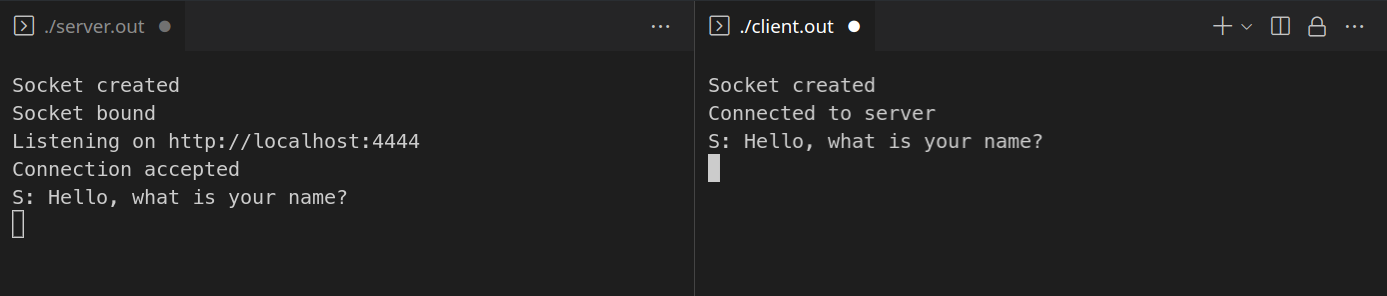 ./server.out
Socket created
Socket bound
Listening on http://localhost:4444
Connection accepted
S: Hello, what is your name?
./client.out
Socket created
Connected to server
S: Hello, what is your name?